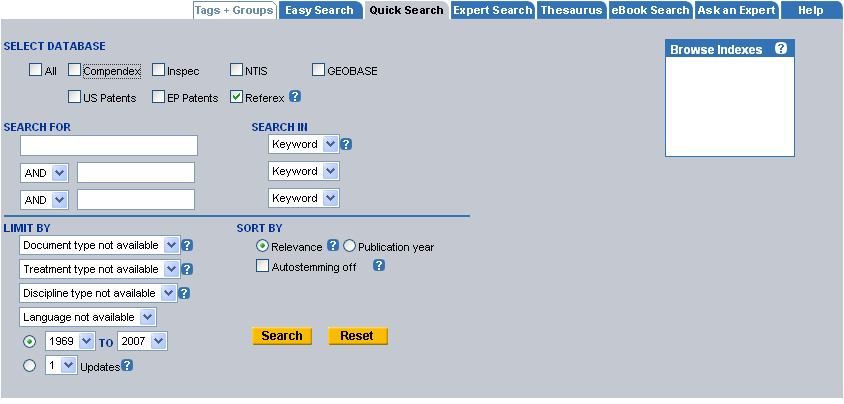 Tags + Groups Easy Search Quick Search Expert Search Thesaurus eBook Search Ask an Expert Help
SELECT DATABASE
Browse Indexes ?
All Compendex Inspec NTIS GEOBASE
US Patents EP Patents Referex ?
SEARCH FOR SEARCH IN
Keyword ?
AND Keyword
AND Keyword
LIMIT BY SORT BY
Document type not available ? Relevance ? Publication year
Treatment type not available ? Autostemming off ?
Discipline type not available ?
Language not available
1969 TO 2007 Search Reset
1 Updates ?